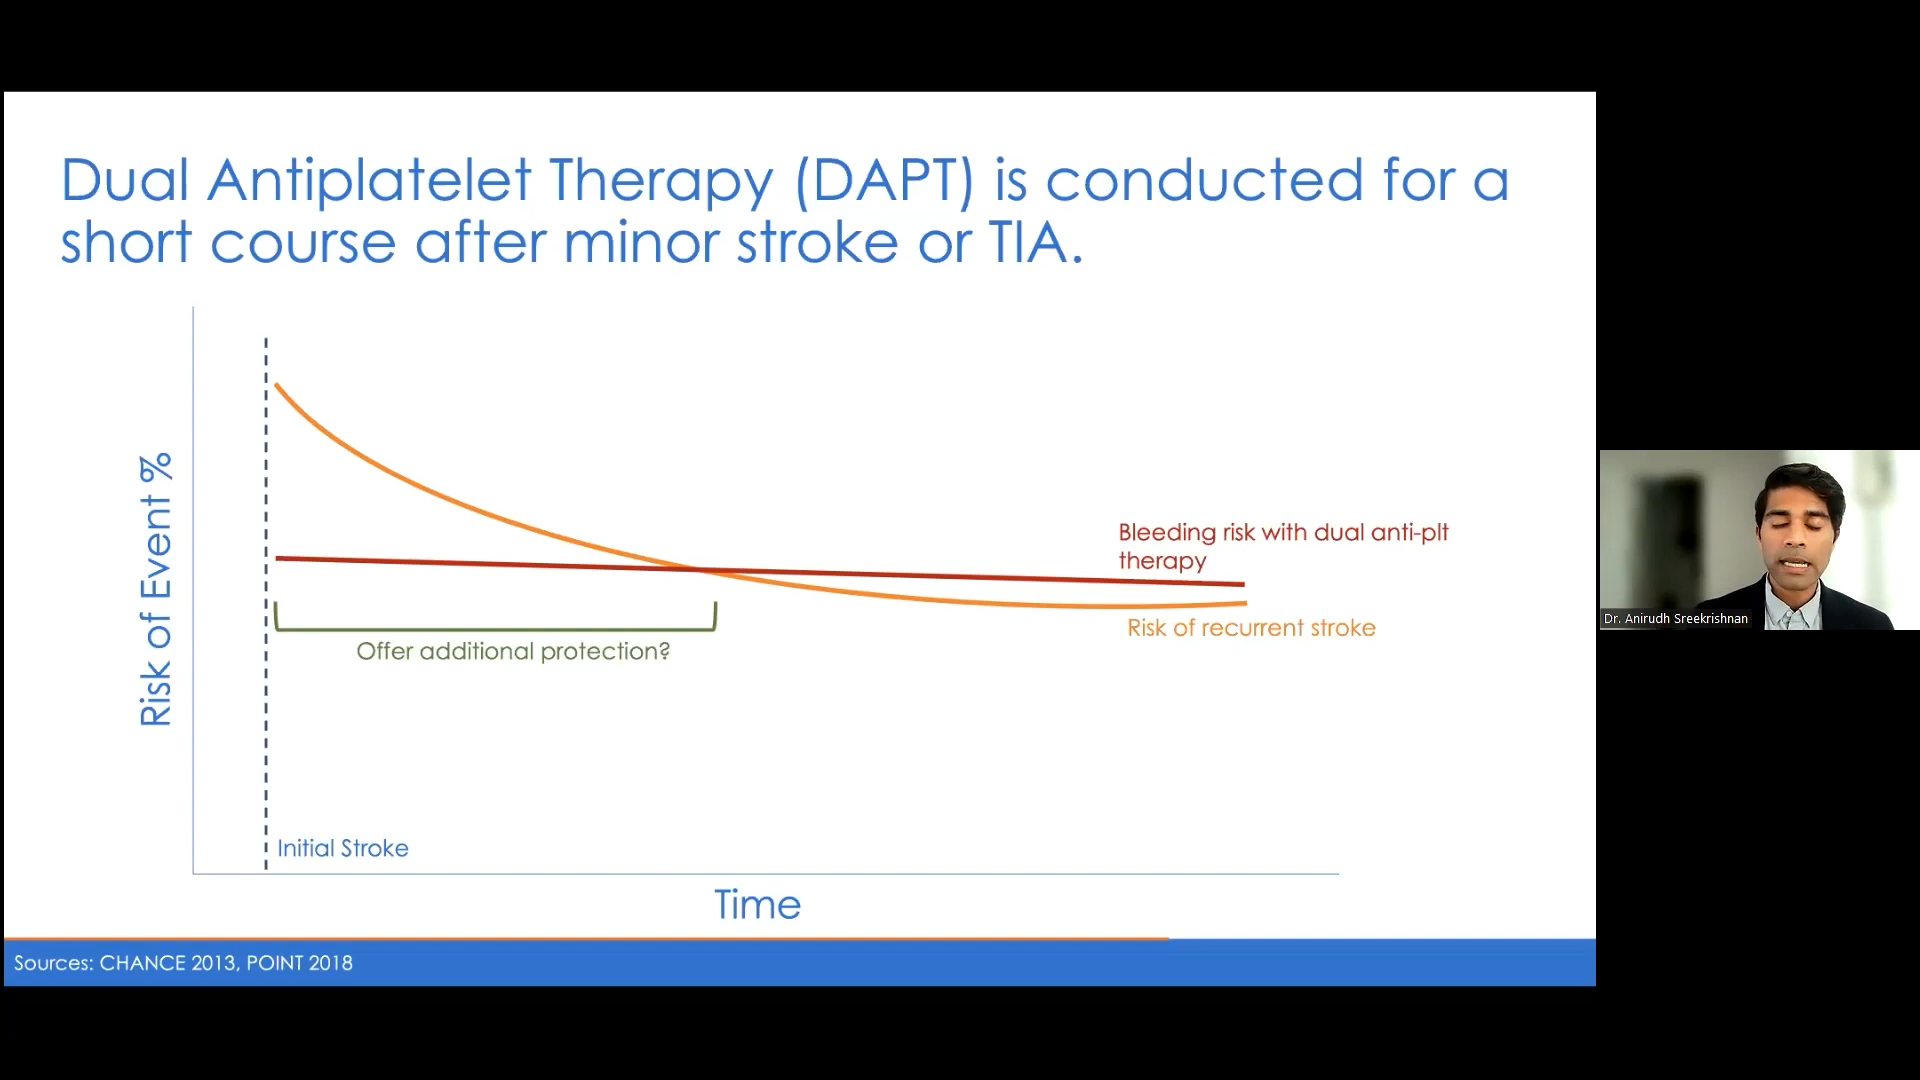 Dual Antiplatelet Therapy (DAPT) is conducted for a
short course after minor stroke or TIA.
Risk of Event %
Bleeding risk with dual anti-plt
therapy
Risk of recurrent stroke
Offer additional protection?
Initial Stroke
Time
Sources: CHANCE 2013, POINT 2018
Dr. Anirudh Sreekrishnan